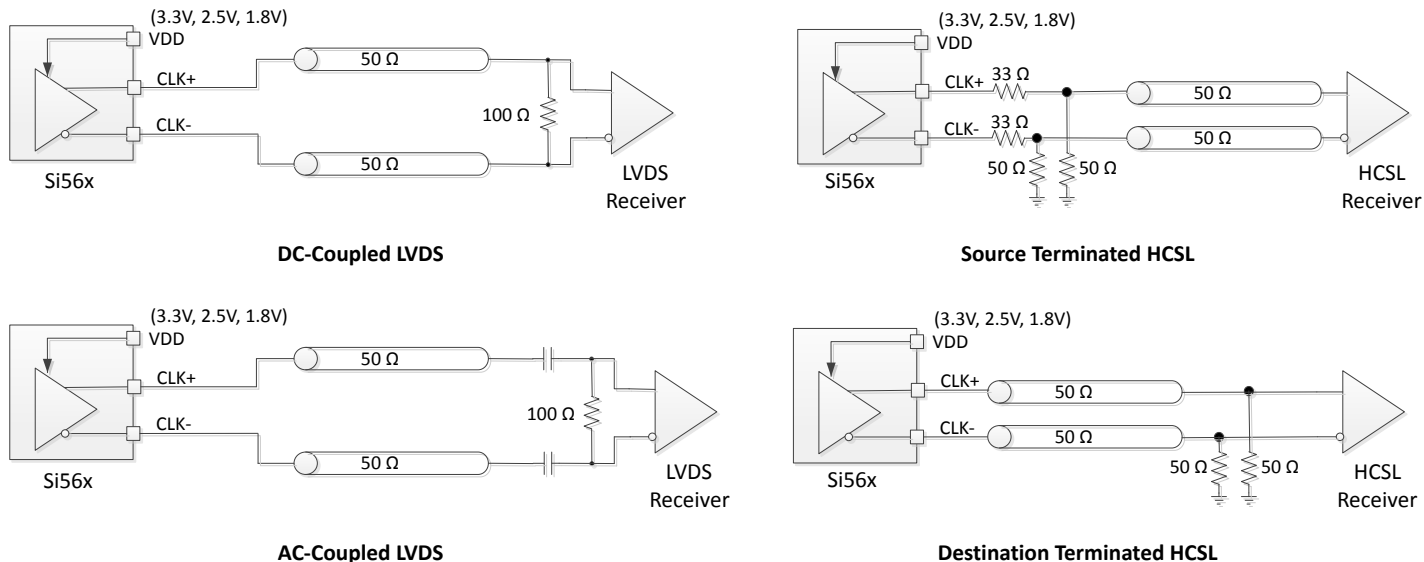 (3.3V, 2.5V, 1.8V)
VDD
CLK+
CLK-
50 Ω
50 Ω
100 Ω
Si56x
LVDS
Receiver
DC-Coupled LVDS
(3.3V, 2.5V, 1.8V)
VDD
CLK+
CLK-
33 Ω
33 Ω
50 Ω
50 Ω
50 Ω
50 Ω
Si56x
HCSL
Receiver
Source Terminated HCSL
(3.3V, 2.5V, 1.8V)
VDD
CLK+
CLK-
50 Ω
50 Ω
100 Ω
Si56x
LVDS
Receiver
AC-Coupled LVDS
(3.3V, 2.5V, 1.8V)
VDD
CLK+
CLK-
50 Ω
50 Ω
50 Ω
50 Ω
Si56x
HCSL
Receiver
Destination Terminated HCSL